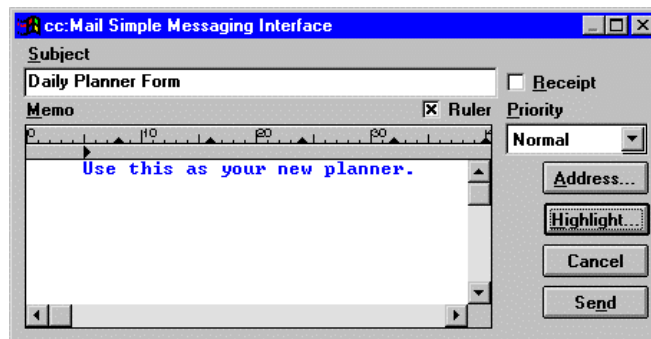 cc:Mail Simple Messaging Interface
Subject
Daily Planner Form
Receipt
Memo
Ruler
Priority
0 10 20 30
Normal
Use this as your new planner.
Address...
Highlight...
Cancel
Send